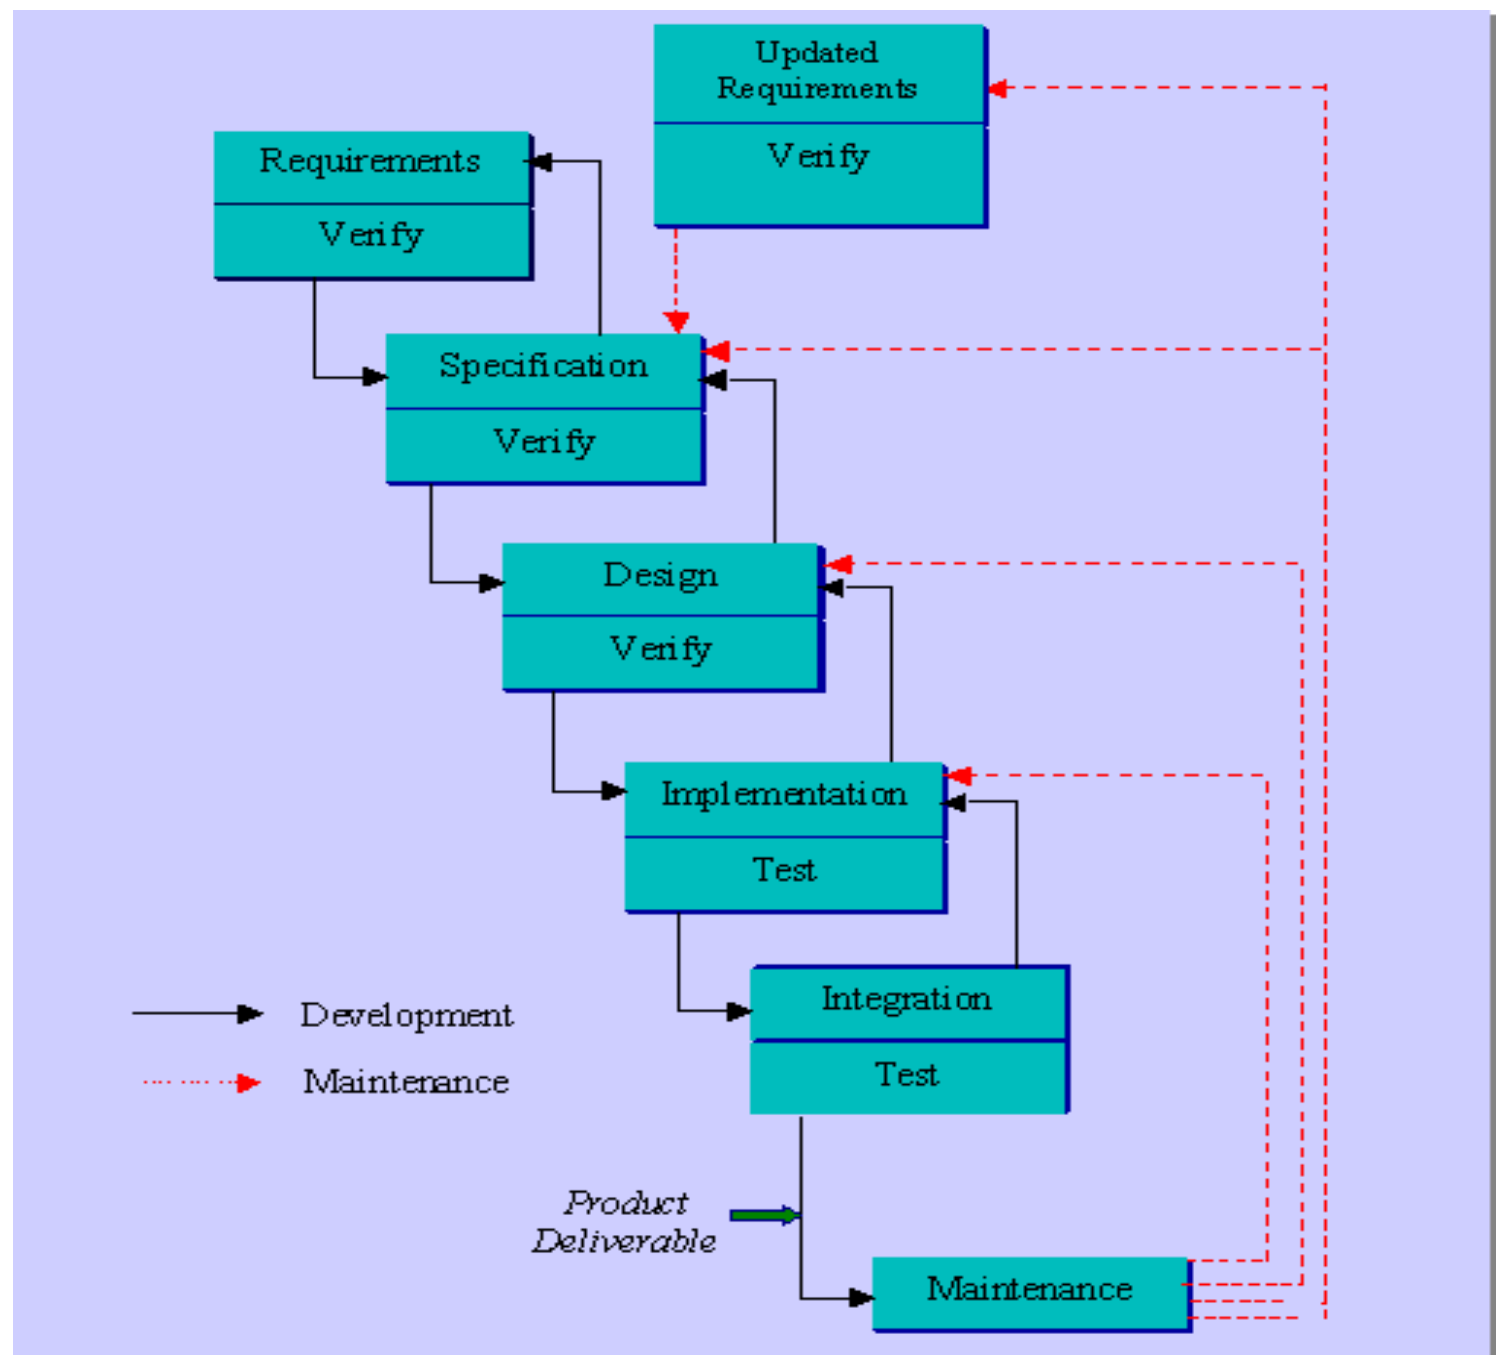 Updated
Requirements
Verify
Requirements
Verify
Specification
Verify
Design
Verify
Implementation
Test
Integration
Test
Development
Maintenance
Product
Deliverable
Maintenance